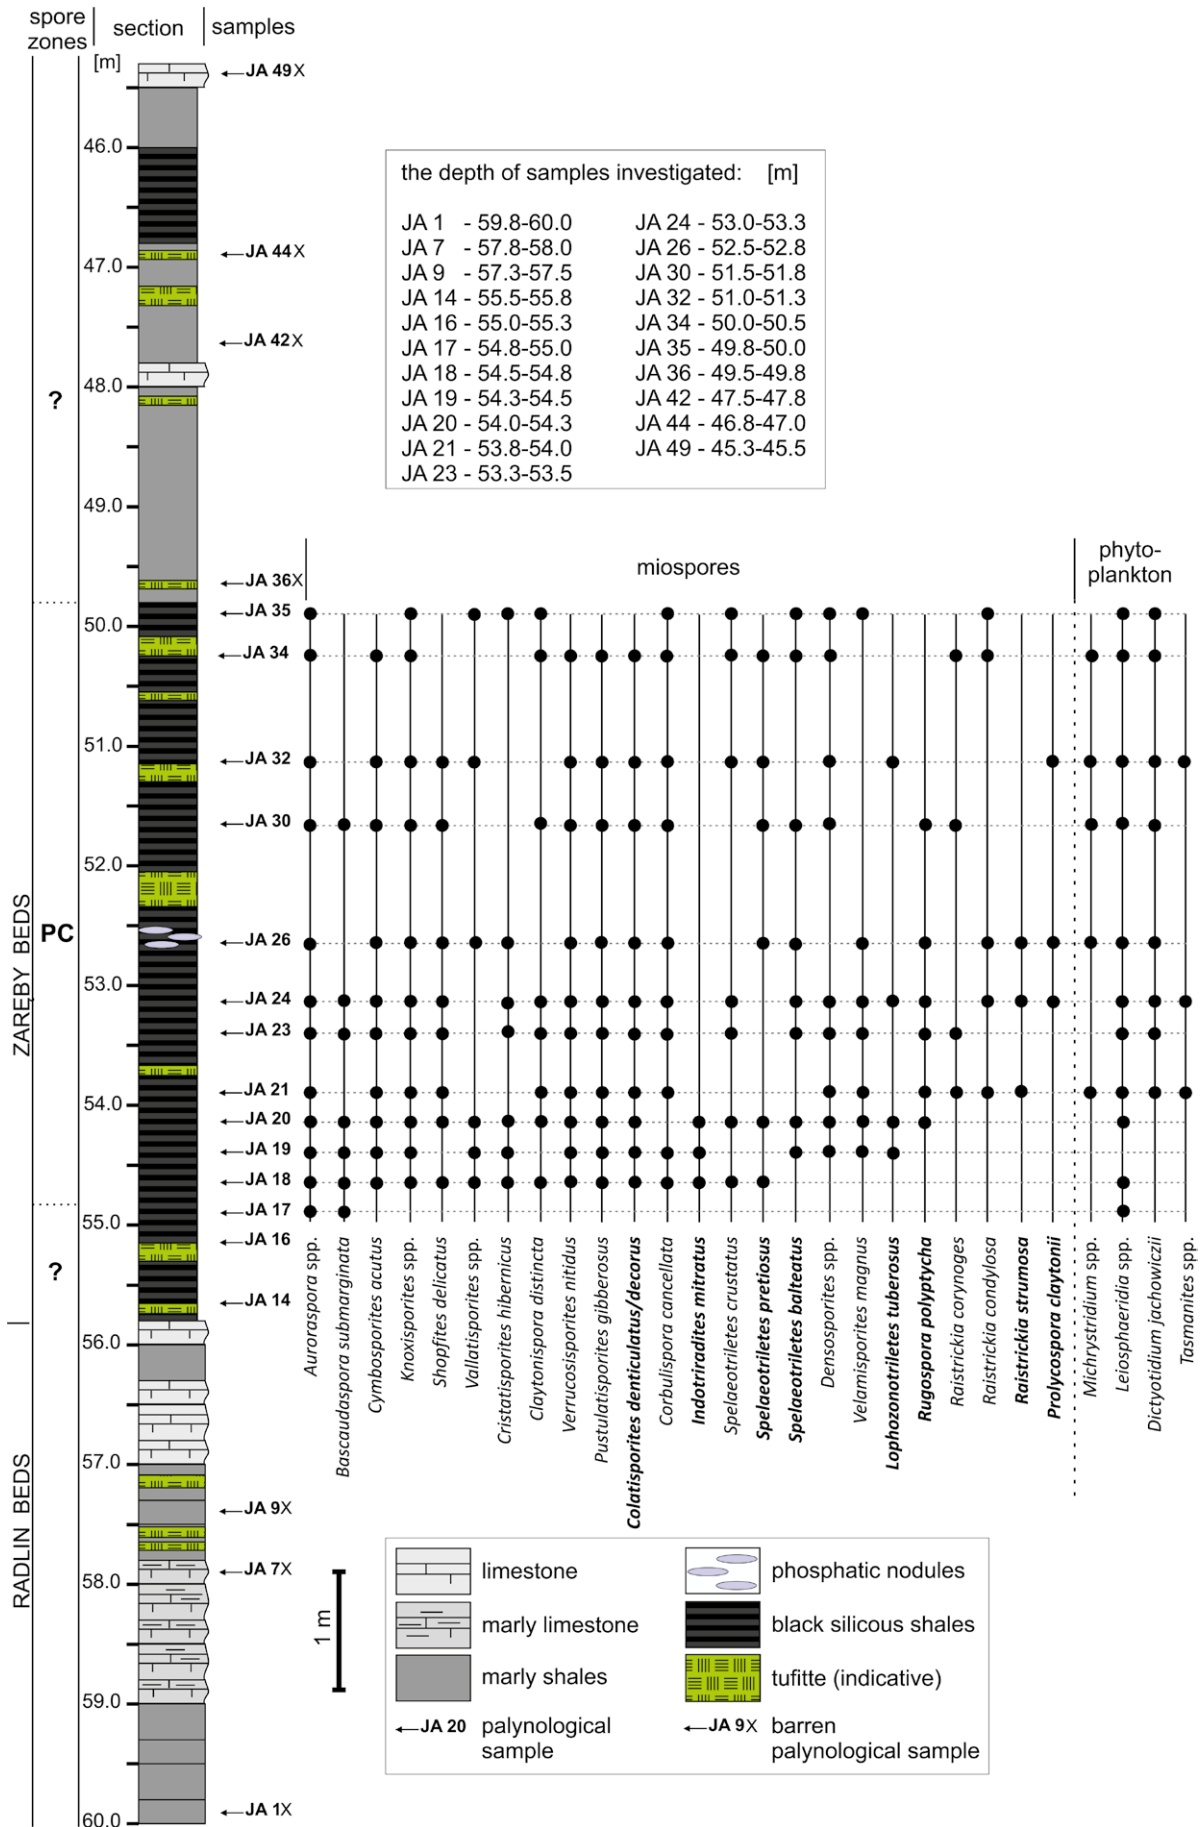 spore
zones
section
samples
[m]
JA 49X
46.0
JA 44X
47.0
JA 42X
48.0
?
49.0
JA 36X
50.0
51.0
52.0
53.0
54.0
55.0
56.0
57.0
58.0
59.0
60.0
the depth of samples investigated: [m]
JA 1 - 59.8-60.0
JA 7 - 57.8-58.0
JA 9 - 57.3-57.5
JA 14 - 55.5-55.8
JA 16 - 55.0-55.3
JA 17 - 54.8-55.0
JA 18 - 54.5-54.8
JA 19 - 54.3-54.5
JA 20 - 54.0-54.3
JA 21 - 53.8-54.0
JA 23 - 53.3-53.5
JA 24 - 53.0-53.3
JA 26 - 52.5-52.8
JA 30 - 51.5-51.8
JA 32 - 51.0-51.3
JA 34 - 50.0-50.5
JA 35 - 49.8-50.0
JA 36 - 49.5-49.8
JA 42 - 47.5-47.8
JA 44 - 46.8-47.0
JA 49 - 45.3-45.5
miospores
phyto-
plankton
JA 35
JA 34
JA 32
JA 30
JA 26
JA 24
JA 23
JA 21
JA 20
JA 19
JA 18
JA 17
JA 16
JA 14
JA 9X
JA 7X
JA 1X
PC
?
ZAREBY BEDS
RADLIN BEDS
Auroraspora spp.
Bascaudaspora submarginata
Cymbosporites acutus
Knoxisporites spp.
Shopfites delicatus
Vallatisporites spp.
Cristatisporites hibernicus
Claytonispora distincta
Verrucosisporites nitidus
Pustulatisporites gibberosus
Colatisporites denticulatus/decorus
Corbulispora cancellata
Indotriradites mitratus
Spelaeotriletes crustatus
Spelaeotriletes pretiosus
Spelaeotriletes balteatus
Densosporites spp.
Velamisporites magnus
Lophozonotriletes tuberosus
Rugospora polyptycha
Raistrickia corynoges
Raistrickia condylosa
Raistrickia strumosa
Prolycospora claytonii
Michrystridium spp.
Leiosphaeridia spp.
Dictyotidium jachowiczii
Tasmanites spp.
1 m
limestone
marly limestone
marly shales
JA 20 palynological
sample
phosphatic nodules
black silicous shales
tufitte (indicative)
JA 9X barren
palynological sample